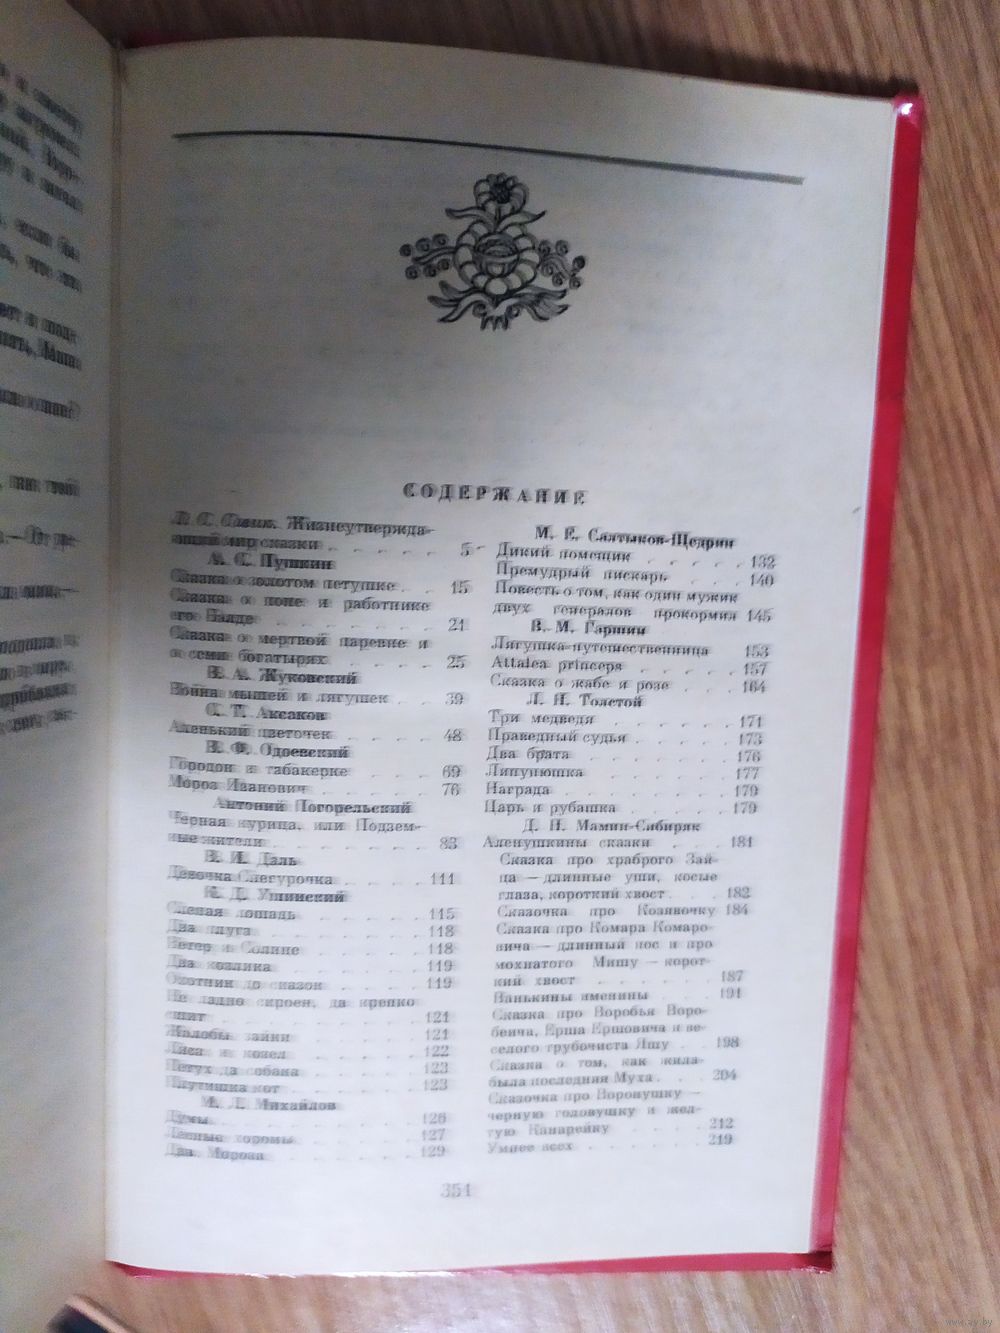 СОДЕРЖАНИЕ
Жизнеутвержда-
ющий мир сказки 5
А. С. Пушкин
Сказка о золотом петушке 15
Сказка о попе и работнике
его Балде 21
Сказка о мертвой царевне и
о семи богатырях 25
В. А. Жуковский
Война мышей и лягушек 39
С. Т. Аксаков
Аленький цветочек 48
В. Ф. Одоевский
Городок в табакерке 69
Мороз Иванович 76
Антоний Погорельский
Черная курица, или Подзем-
ные жители 83
В. И. Даль
Девочка Снегурочка 111
К. Д. Ушинский
Слепая лошадь 115
Два плуга 118
Ветер и Солнце 118
Два козлика 119
Охотник до сказок 119
Не ладно скроен, да крепко
сшит 121
Жалобы зайки 121
Лиса и козел 122
Петух да собака 123
Плутишка кот 123
М. Л. Михайлов
Думы 126
Лесные хоромы 127
Два Мороза 129
М. Е. Салтыков-Щедрин
Дикий помещик 132
Премудрый пискарь 140
Повесть о том, как один мужик
двух генералов прокормил 145
В. М. Гаршин
Лягушка-путешественница 153
Attalea princeps 157
Сказка о жабе и розе 164
Л. Н. Толстой
Три медведя 171
Праведный судья 173
Два брата 176
Липунюшка 177
Награда 179
Царь и рубашка 179
Д. Н. Мамин-Сибиряк
Аленушкины сказки 181
Сказка про храброго Зай-
ца — длинные уши, косые
глаза, короткий хвост 182
Сказочка про Козявочку 184
Сказка про Комара Комаро-
вича — длинный нос и про
мохнатого Мишу — корот-
кий хвост 187
Ванькины именины 194
Сказка про Воробья Воро-
беича, Ерша Ершовича и ве-
селого трубочиста Яшу 198
Сказка о том, как жила-
была последняя Муха 204
Сказочка про Воронушку —
черную головушку и жел-
тую Канарейку 212
Умнее всех 219
351
www.ay.by